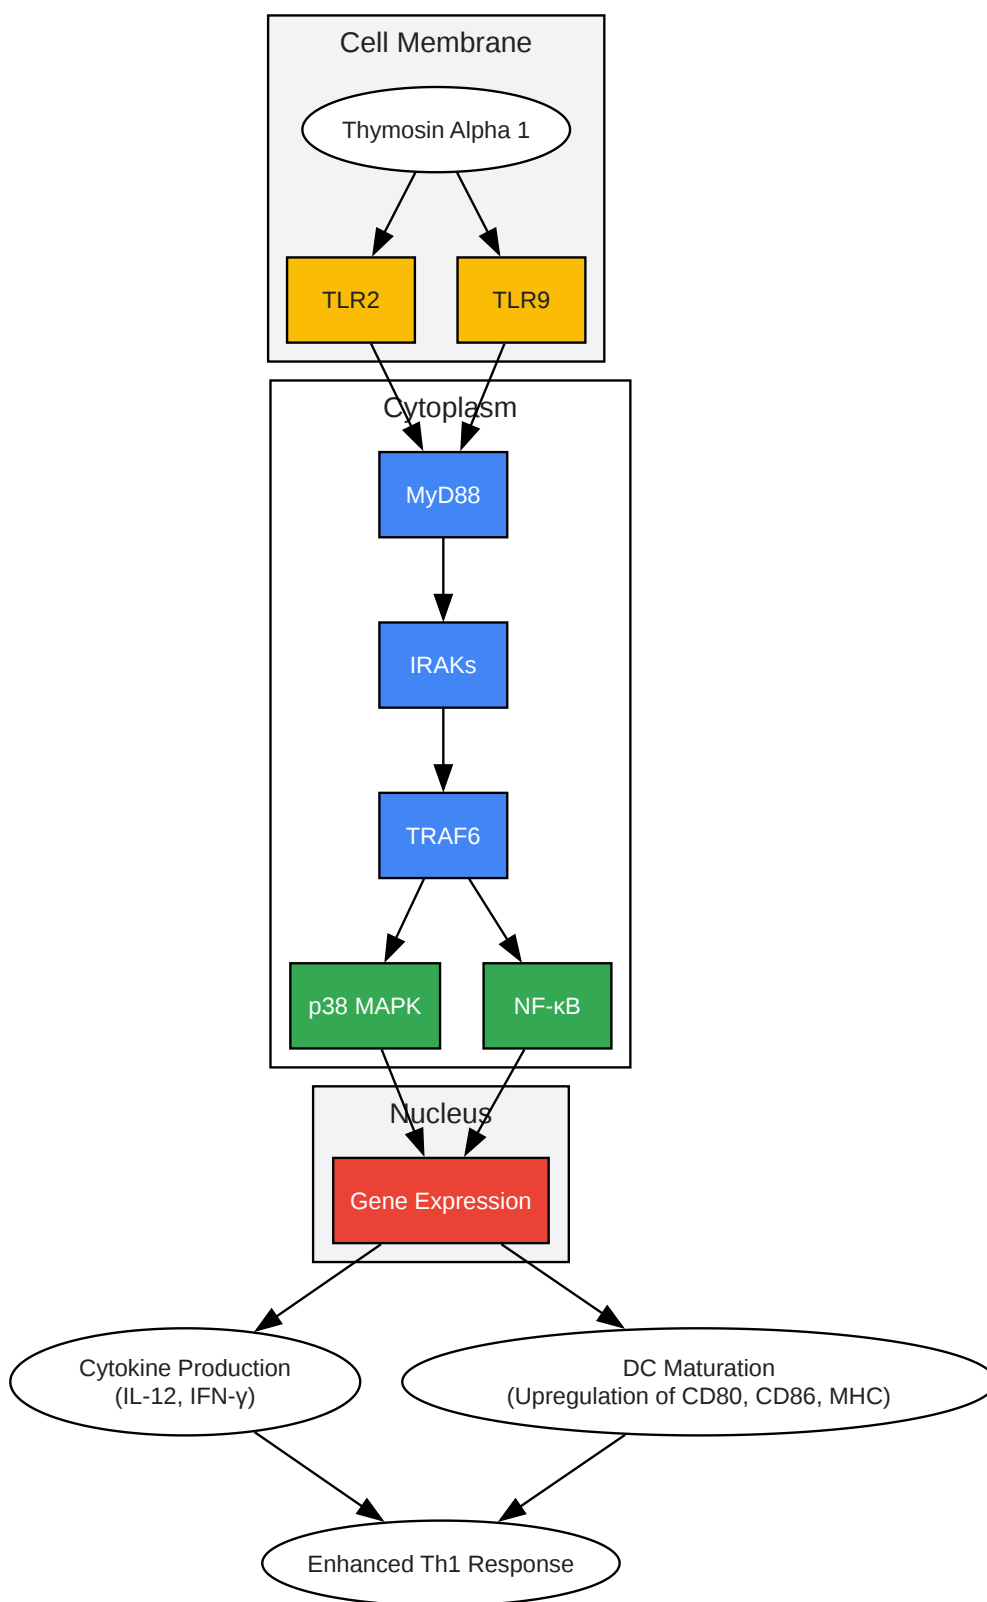 Cell Membrane
Thymosin Alpha 1
TLR2
TLR9
Cytoplasm
MyD88
IRAKs
TRAF6
p38 MAPK
NF-κB
Nucleus
Gene Expression
Cytokine Production
(IL-12, IFN-γ)
DC Maturation
(Upregulation of CD80, CD86, MHC)
Enhanced Th1 Response